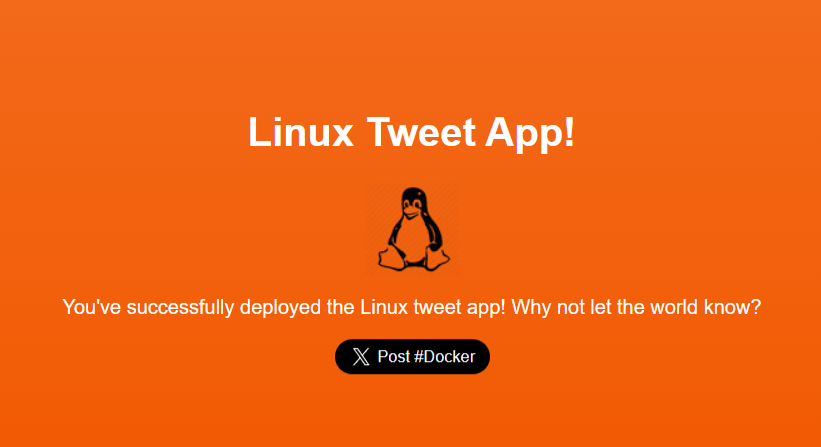 Linux Tweet App!
You've successfully deployed the Linux tweet app! Why not let the world know?
Post #Docker